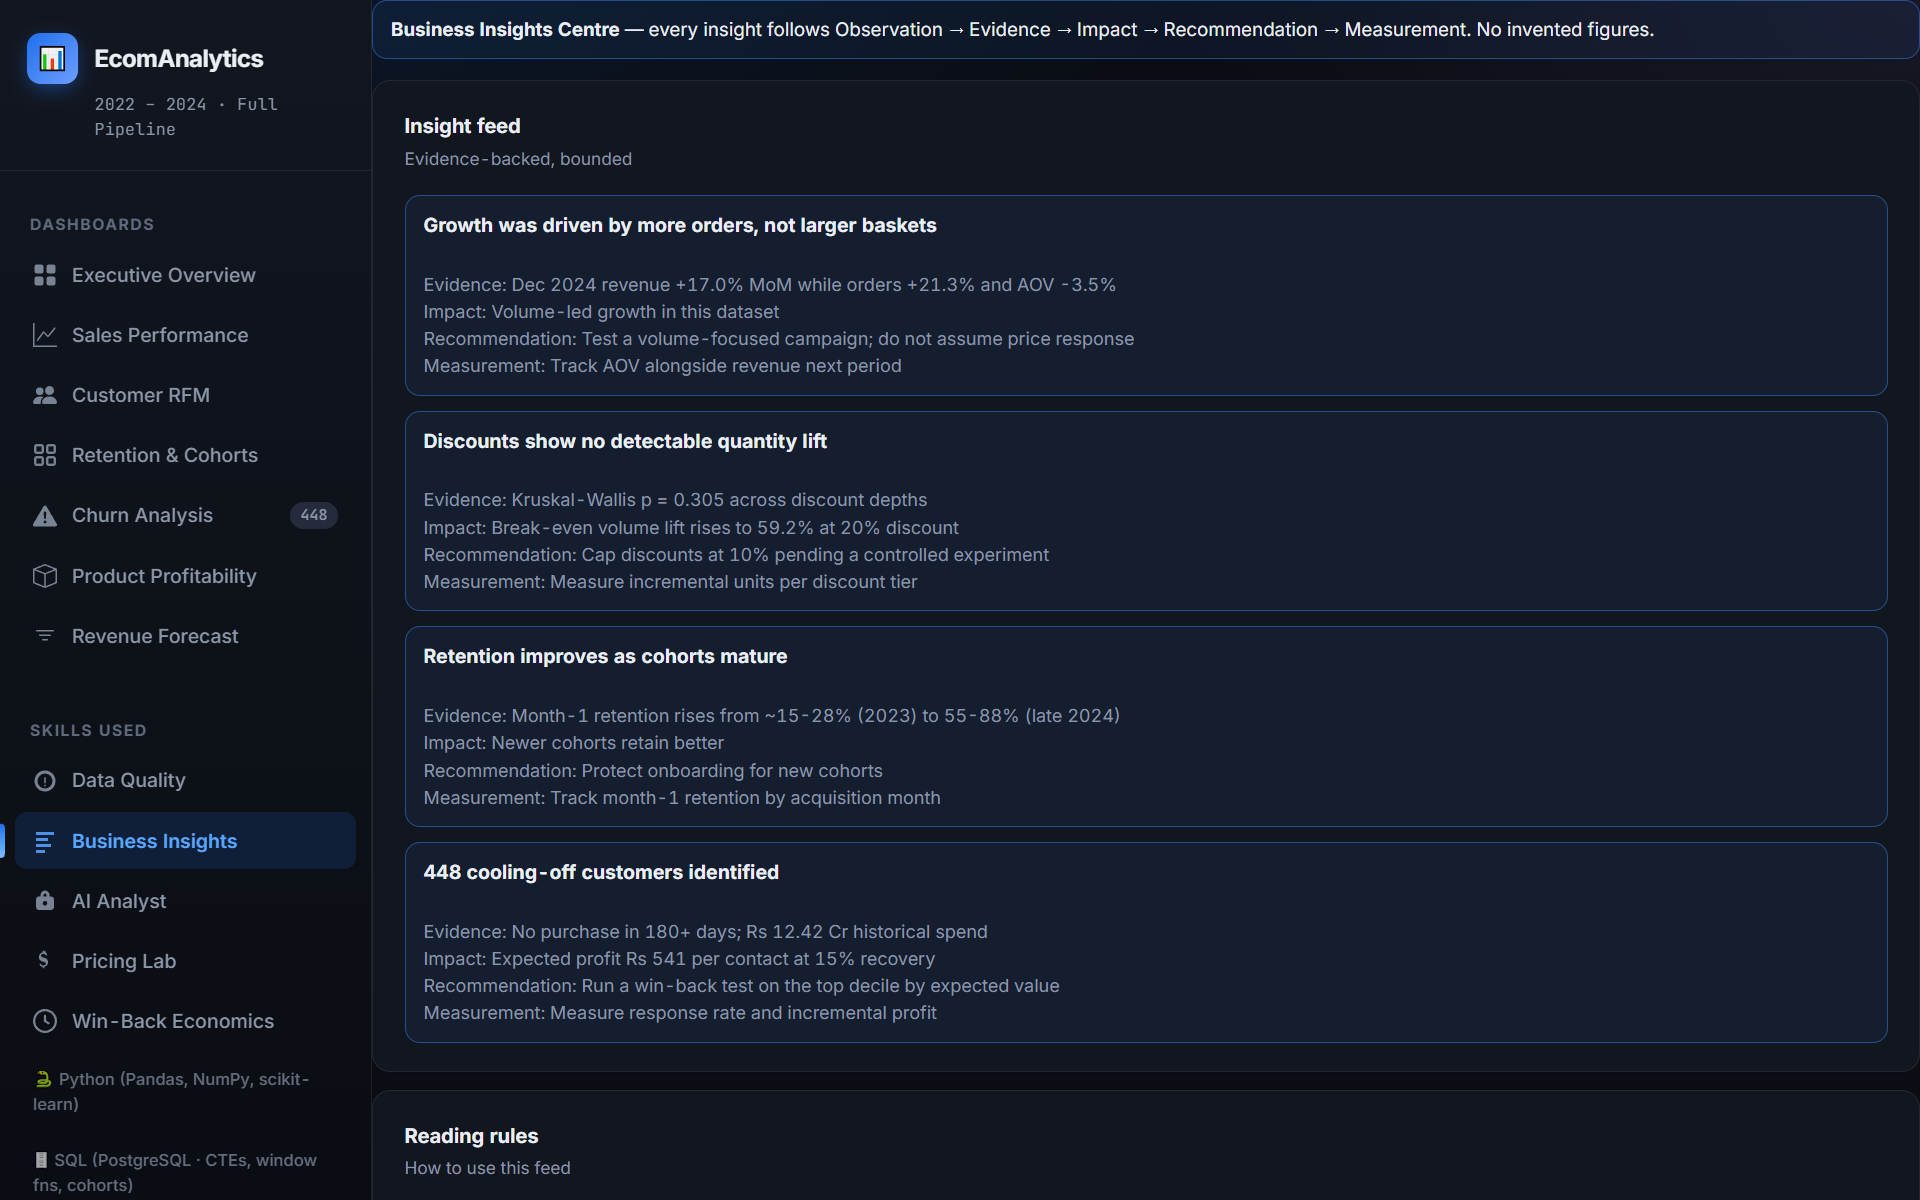 EcomAnalytics
2022 – 2024 · Full
Pipeline
DASHBOARDS
Executive Overview
Sales Performance
Customer RFM
Retention & Cohorts
Churn Analysis 448
Product Profitability
Revenue Forecast
SKILLS USED
Data Quality
Business Insights
AI Analyst
Pricing Lab
Win-Back Economics
Python (Pandas, NumPy, scikit-
learn)
SQL (PostgreSQL · CTEs, window
fns, cohorts)
Business Insights Centre — every insight follows Observation → Evidence → Impact → Recommendation → Measurement. No invented figures.
Insight feed
Evidence-backed, bounded
Growth was driven by more orders, not larger baskets
Evidence: Dec 2024 revenue +17.0% MoM while orders +21.3% and AOV -3.5%
Impact: Volume-led growth in this dataset
Recommendation: Test a volume-focused campaign; do not assume price response
Measurement: Track AOV alongside revenue next period
Discounts show no detectable quantity lift
Evidence: Kruskal-Wallis p = 0.305 across discount depths
Impact: Break-even volume lift rises to 59.2% at 20% discount
Recommendation: Cap discounts at 10% pending a controlled experiment
Measurement: Measure incremental units per discount tier
Retention improves as cohorts mature
Evidence: Month-1 retention rises from ~15-28% (2023) to 55-88% (late 2024)
Impact: Newer cohorts retain better
Recommendation: Protect onboarding for new cohorts
Measurement: Track month-1 retention by acquisition month
448 cooling-off customers identified
Evidence: No purchase in 180+ days; Rs 12.42 Cr historical spend
Impact: Expected profit Rs 541 per contact at 15% recovery
Recommendation: Run a win-back test on the top decile by expected value
Measurement: Measure response rate and incremental profit
Reading rules
How to use this feed